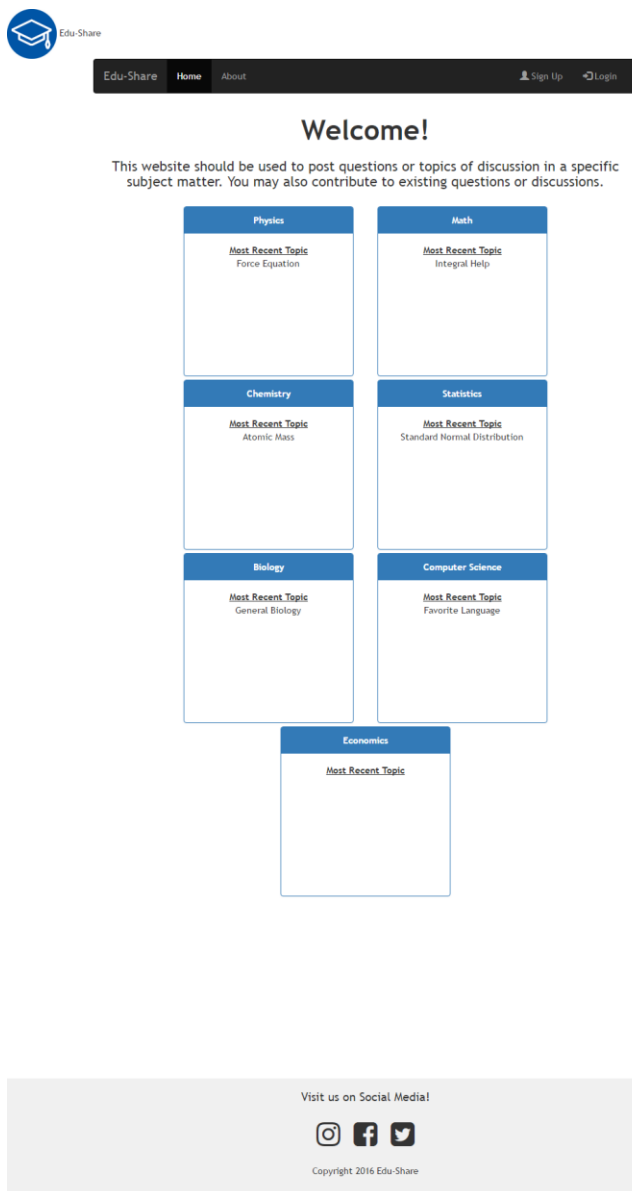 Edu-Share
Edu-Share Home About Sign Up Login
Welcome!
This website should be used to post questions or topics of discussion in a specific
subject matter. You may also contribute to existing questions or discussions.
Physics
Most Recent Topic
Force Equation
Math
Most Recent Topic
Integral Help
Chemistry
Most Recent Topic
Atomic Mass
Statistics
Most Recent Topic
Standard Normal Distribution
Biology
Most Recent Topic
General Biology
Computer Science
Most Recent Topic
Favorite Language
Economics
Most Recent Topic
Visit us on Social Media!
Copyright 2016 Edu-Share